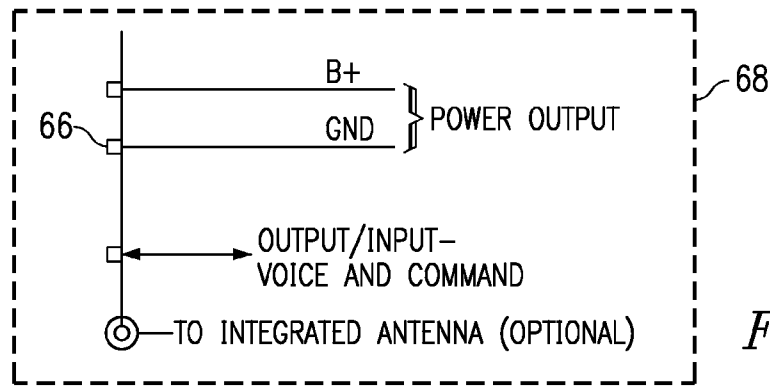 B+
68
66
GND
POWER OUTPUT
OUTPUT/INPUT–
VOICE AND COMMAND
TO INTEGRATED ANTENNA (OPTIONAL)
F